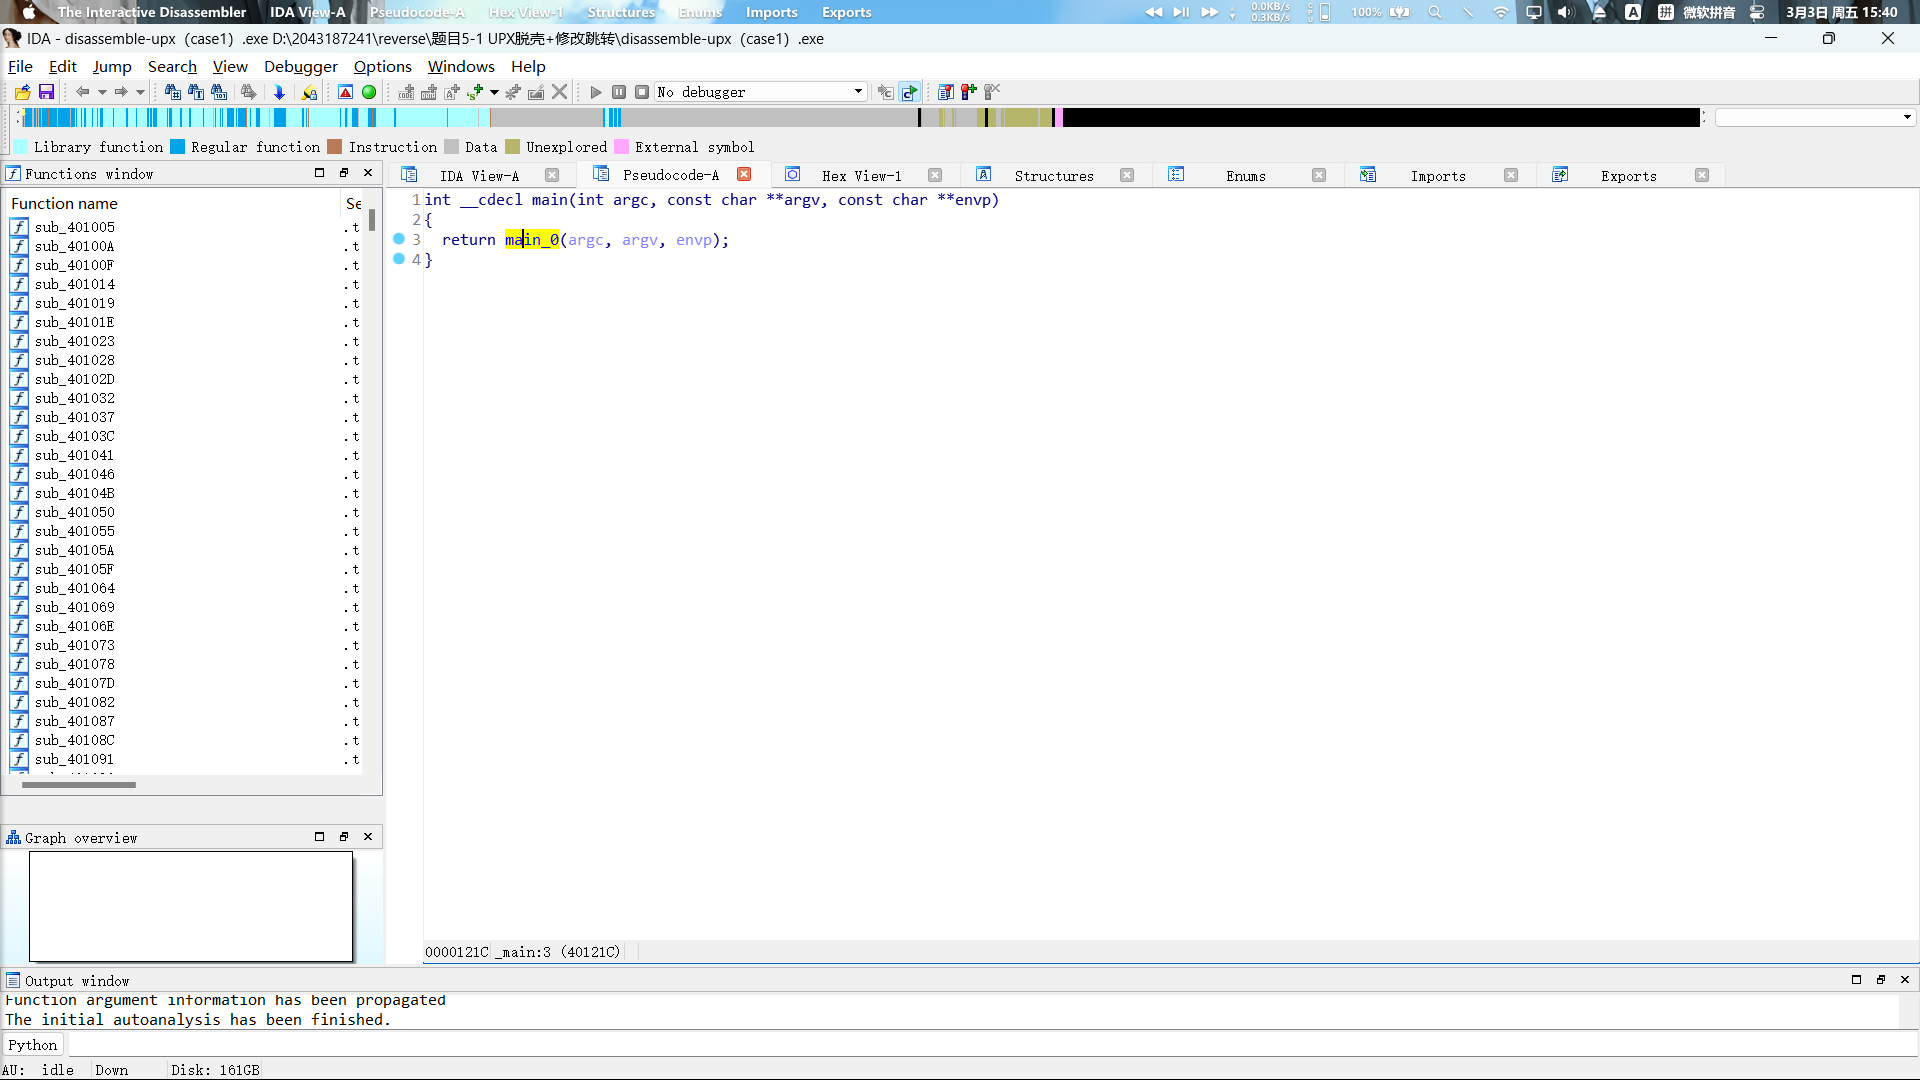 The Interactive Disassembler IDA View-A Pseudocode-A Hex View-1 Structures Enums Imports Exports
0.0KB/s
0.3KB/s
100%
A 拼 微软拼音 3月3日 周五 15:40
IDA - disassemble-upx (case1) .exe D:\2043187241\reverse\题目5-1 UPX脱壳+修改跳转\disassemble-upx (case1) .exe
File Edit Jump Search View Debugger Options Windows Help
No debugger
Library function Regular function Instruction Data Unexplored External symbol
Functions window
IDA View-A Pseudocode-A Hex View-1 Structures Enums Imports Exports
Function name Se
sub_401005 .t
sub_40100A .t
sub_40100F .t
sub_401014 .t
sub_401019 .t
sub_40101E .t
sub_401023 .t
sub_401028 .t
sub_40102D .t
sub_401032 .t
sub_401037 .t
sub_40103C .t
sub_401041 .t
sub_401046 .t
sub_40104B .t
sub_401050 .t
sub_401055 .t
sub_40105A .t
sub_40105F .t
sub_401064 .t
sub_401069 .t
sub_40106E .t
sub_401073 .t
sub_401078 .t
sub_40107D .t
sub_401082 .t
sub_401087 .t
sub_40108C .t
sub_401091 .t
1 int __cdecl main(int argc, const char **argv, const char **envp)
2 {
3 return main_0(argc, argv, envp);
4 }
0000121C _main:3 (40121C)
Graph overview
Output window
Function argument information has been propagated
The initial autoanalysis has been finished.
Python
AU: idle Down Disk: 161GB